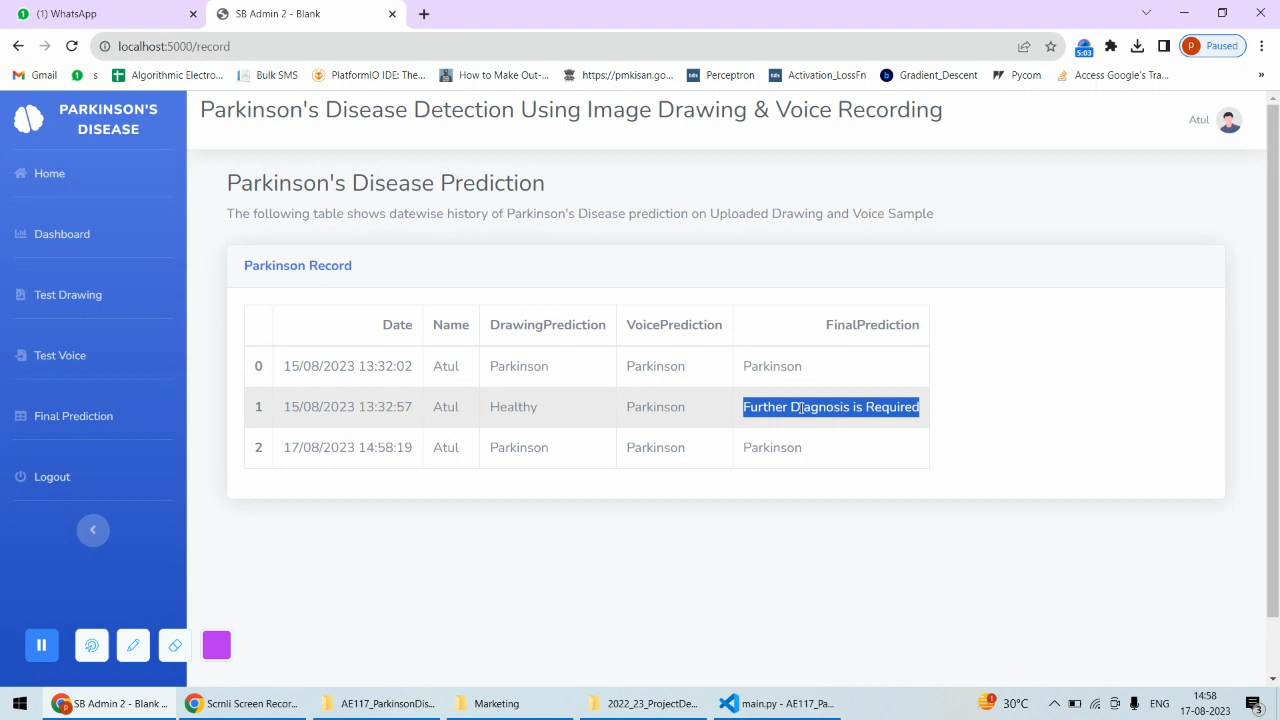 (1) WhatsApp
SB Admin 2 - Blank
localhost:5000/record
5:03
P Paused
Gmail
s
Algorithmic Electro...
Bulk SMS
PlatformIO IDE: The...
How to Make Out-...
https://pmkisan.go...
Perceptron
Activation_LossFn
Gradient_Descent
Pycom
Access Google's Tra...
»
PARKINSON'S
DISEASE
Home
Dashboard
Test Drawing
Test Voice
Final Prediction
Logout
Parkinson's Disease Detection Using Image Drawing & Voice Recording
Atul
Parkinson's Disease Prediction
The following table shows datewise history of Parkinson's Disease prediction on Uploaded Drawing and Voice Sample
Parkinson Record
Date Name DrawingPrediction VoicePrediction FinalPrediction
0 15/08/2023 13:32:02 Atul Parkinson Parkinson Parkinson
1 15/08/2023 13:32:57 Atul Healthy Parkinson Further Diagnosis is Required
2 17/08/2023 14:58:19 Atul Parkinson Parkinson Parkinson
SB Admin 2 - Blank ...
Scrnli Screen Recor...
AE117_ParkinsonDis...
Marketing
2022_23_ProjectDe...
main.py - AE117_Pa...
30°C
ENG
14:58
17-08-2023
3